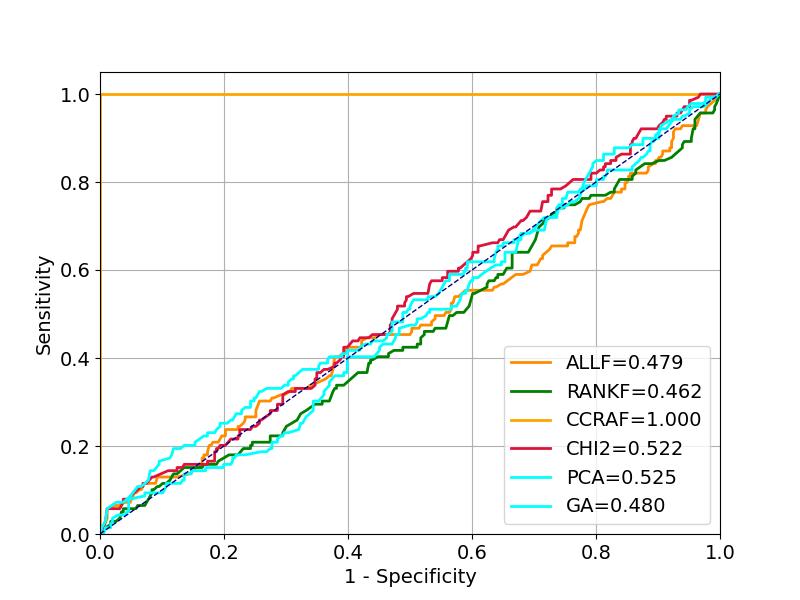 1.0
0.8
0.6
0.4
0.2
0.0
Sensitivity
ALLF=0.479
RANKF=0.462
CCRAF=1.000
CHI2=0.522
PCA=0.525
GA=0.480
0.0 0.2 0.4 0.6 0.8 1.0
1 - Specificity